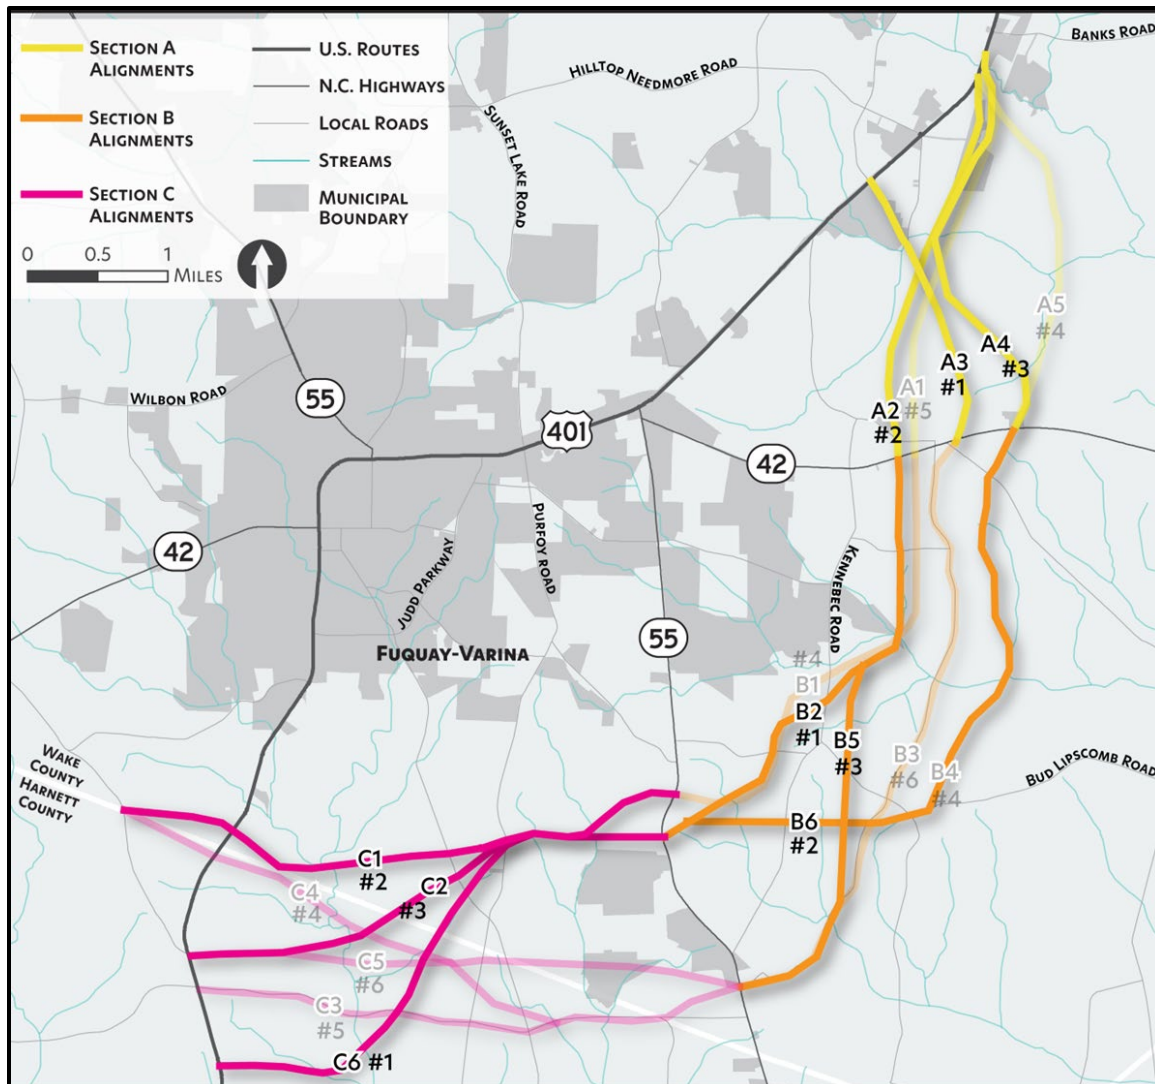 SECTION A
ALIGNMENTS
SECTION B
ALIGNMENTS
SECTION C
ALIGNMENTS
0 0.5 1
MILES
U.S. ROUTES
N.C. HIGHWAYS
LOCAL ROADS
STREAMS
MUNICIPAL
BOUNDARY
BANKS ROAD
HILLTOP NEEDMORE ROAD
SUNSET LAKE ROAD
A5
#4
A4
#3
A3
#1
A1
#5
A2
#2
WILBON ROAD
55
401
42
42
PURFOY ROAD
JUDD PARKWAY
KENNEBEC ROAD
55
FUQUAY-VARINA
#4
B1
B2
#1
B5
#3
B3
#6
B4
#4
BUD LIPSCOMB ROAD
WAKE
COUNTY
HARNETT
COUNTY
B6
#2
C1
#2
C2
#3
C4
#4
C5
#6
C3
#5
C6 #1